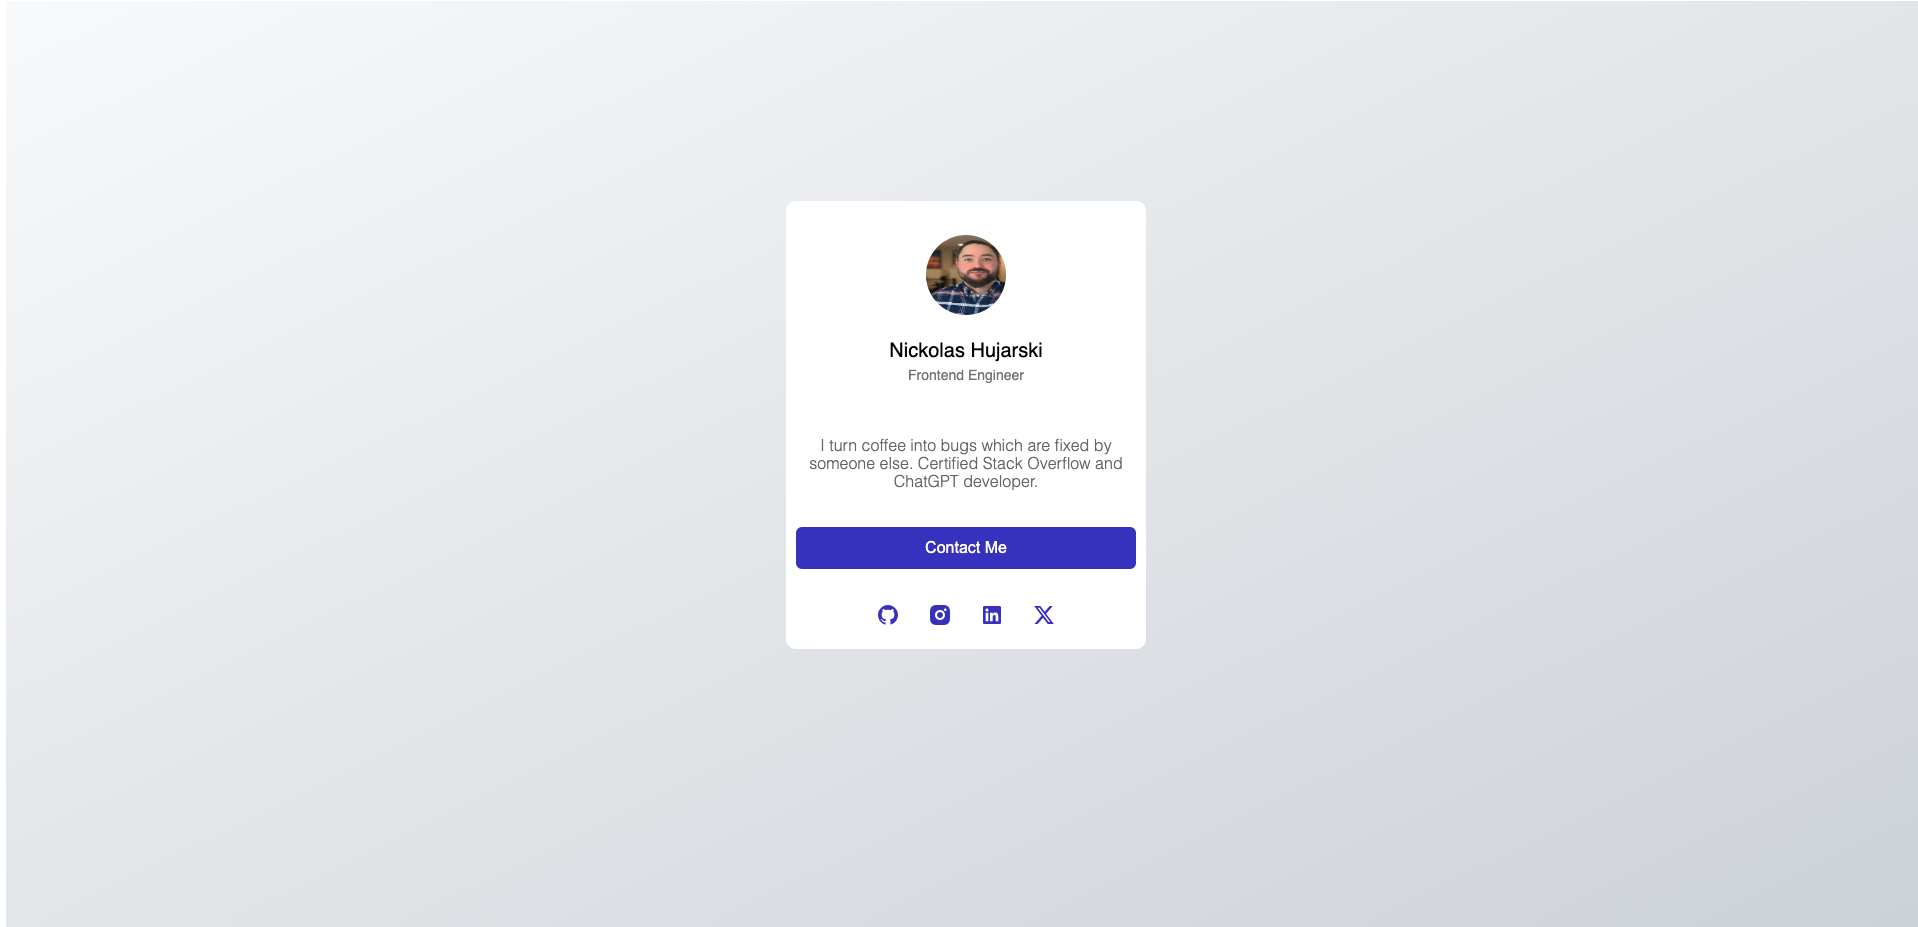 Nickolas Hujarski
Frontend Engineer
I turn coffee into bugs which are fixed by
someone else. Certified Stack Overflow and
ChatGPT developer.
Contact Me